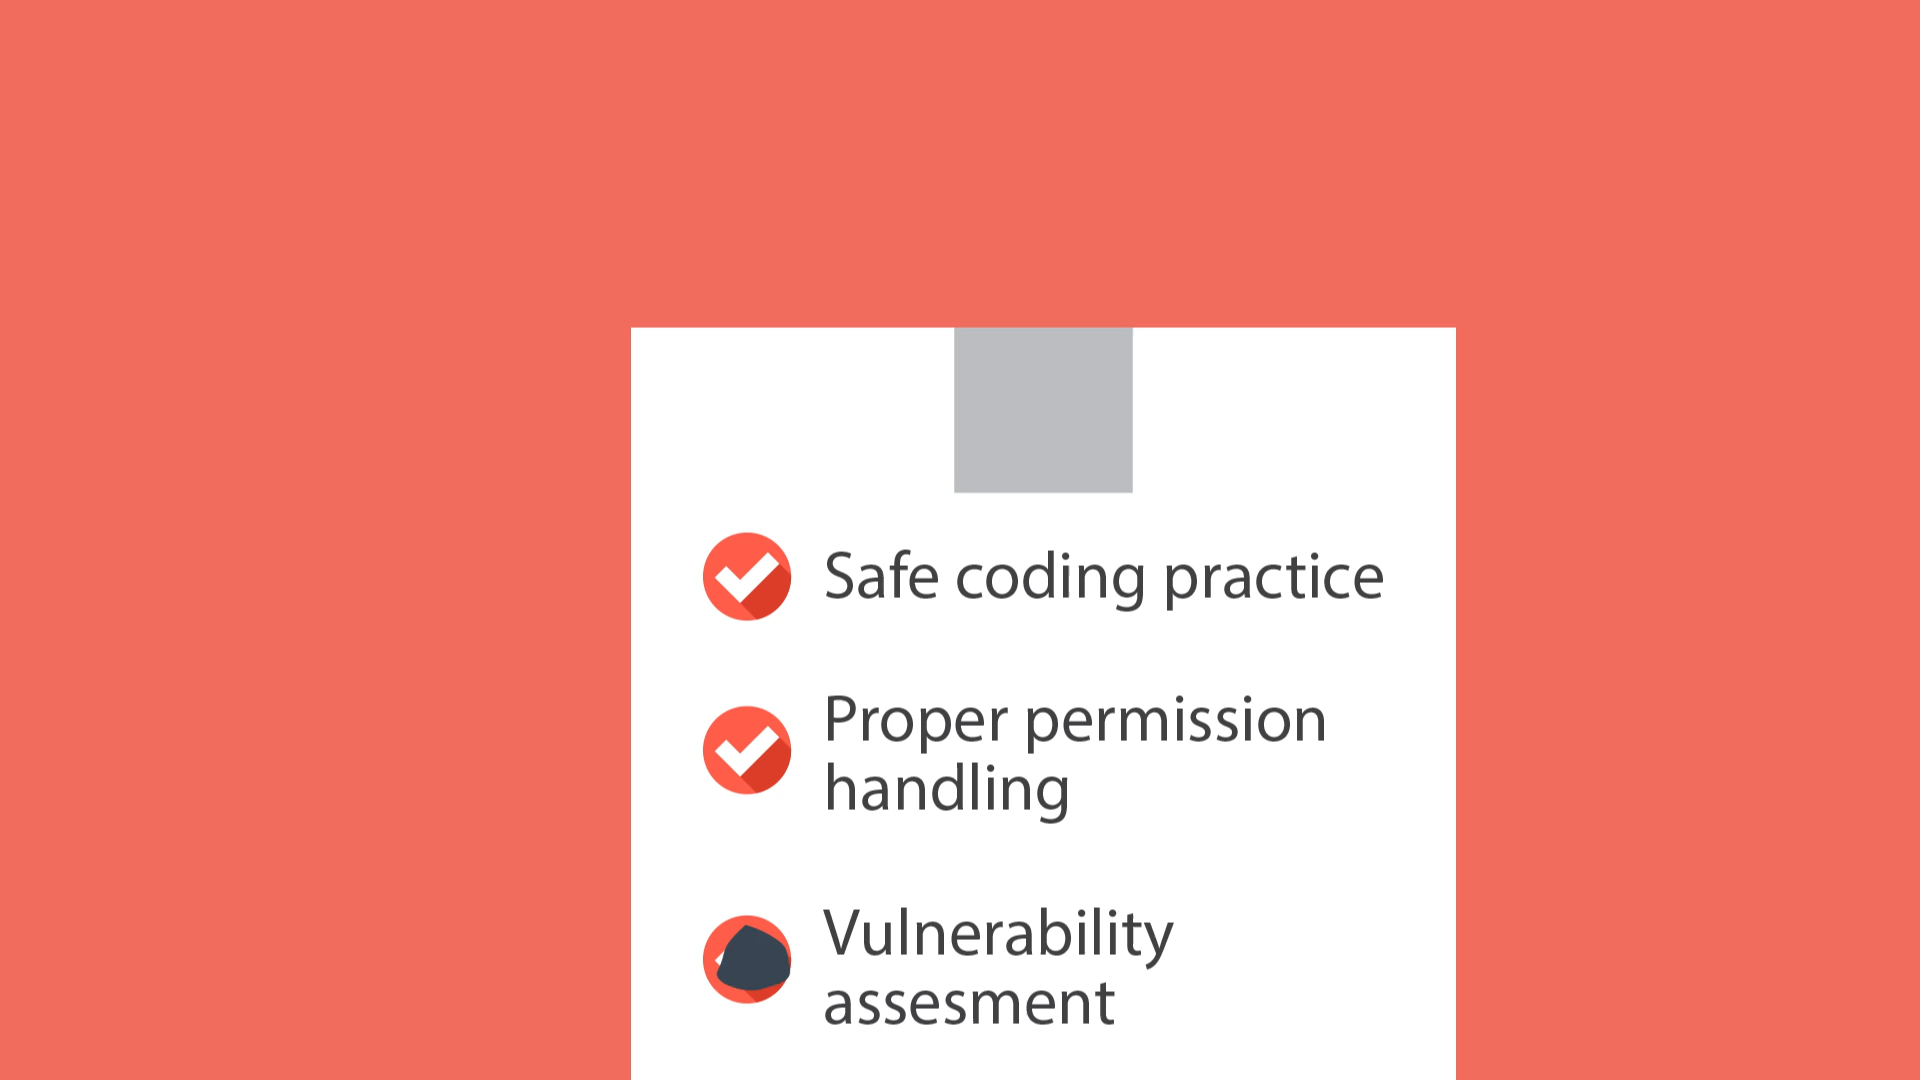 Safe coding practice
Proper permission
handling
Vulnerability
assesment